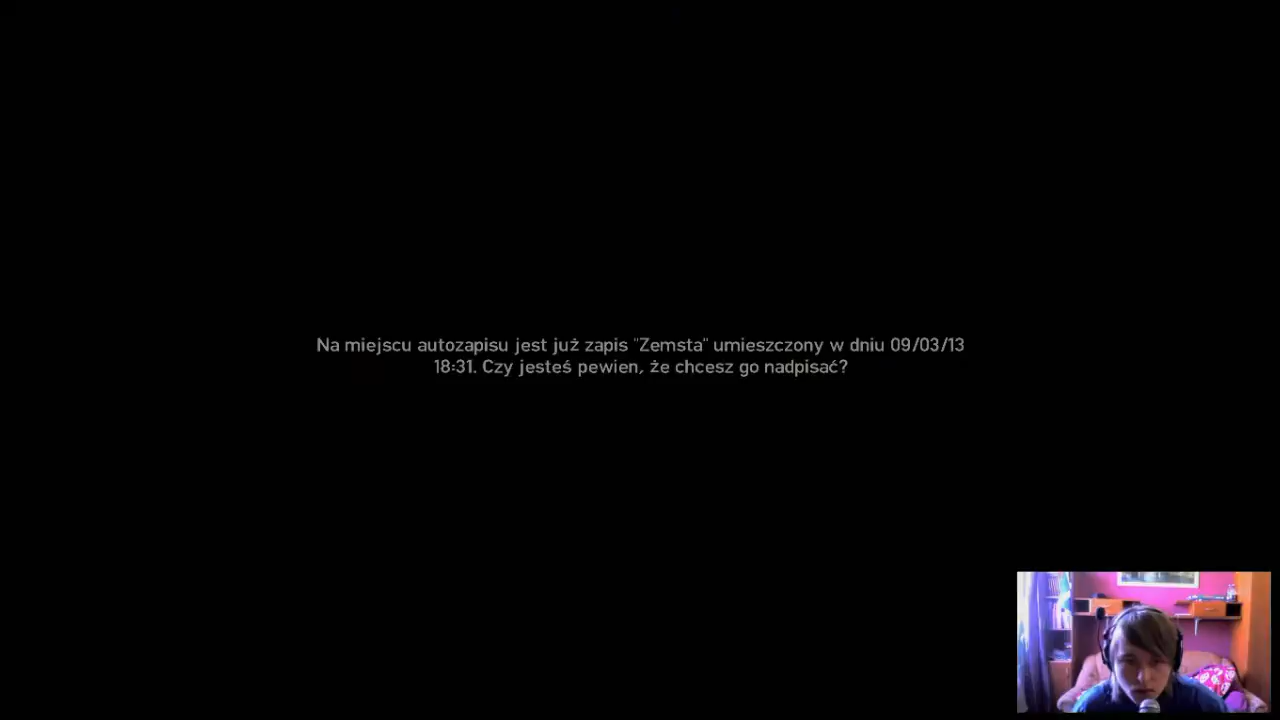 Na miejscu autozapisu jest już zapis "Zemsta" umieszczony w dniu 09/03/13
18:31. Czy jesteś pewien, że chcesz go nadpisać?